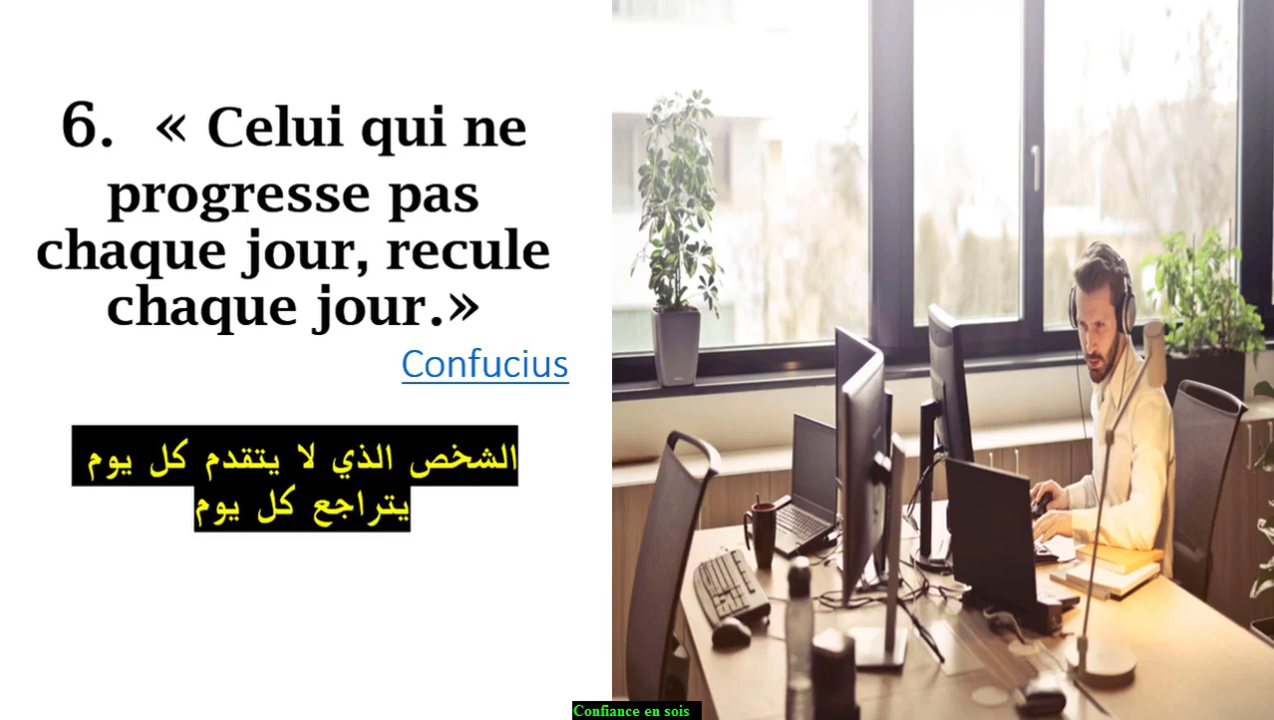 6. « Celui qui ne
progresse pas
chaque jour, recule
chaque jour.»
Confucius
الشخص الذي لا يتقدم كل يوم
يتراجع كل يوم
Confiance en sois